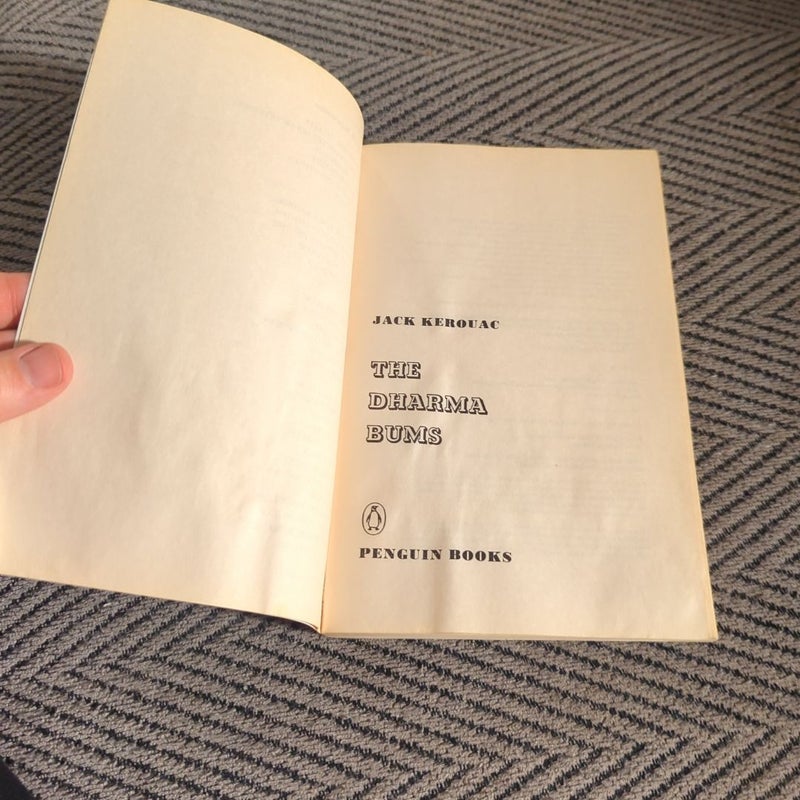 JACK KEROUAC
THE
DHARMA
BUMS
PENGUIN BOOKS